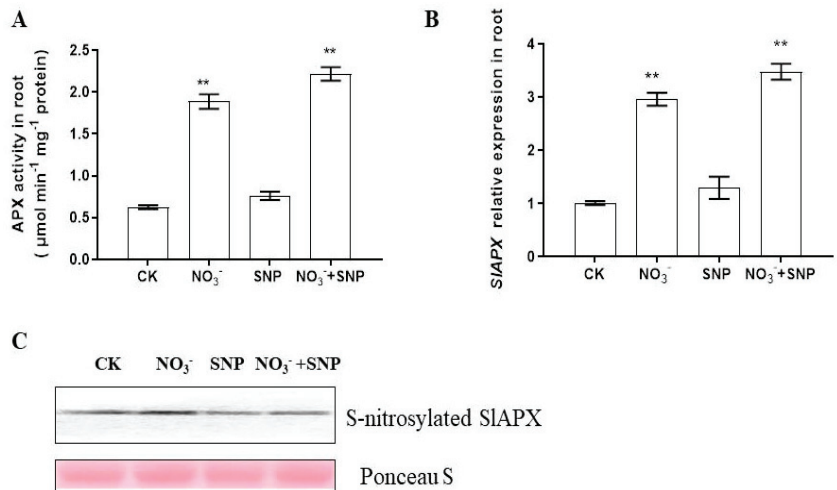 A
APX activity in root
( µmol min⁻¹ mg⁻¹ protein)
2.5
2.0
1.5
1.0
0.5
0.0
**
**
CK
NO₃⁻
SNP
NO₃⁻+SNP
B
SlAPX relative expression in root
4
3
2
1
0
**
**
CK
NO₃⁻
SNP
NO₃⁻+SNP
C
CK NO₃⁻ SNP NO₃⁻ +SNP
S-nitrosylated SlAPX
Ponceau S